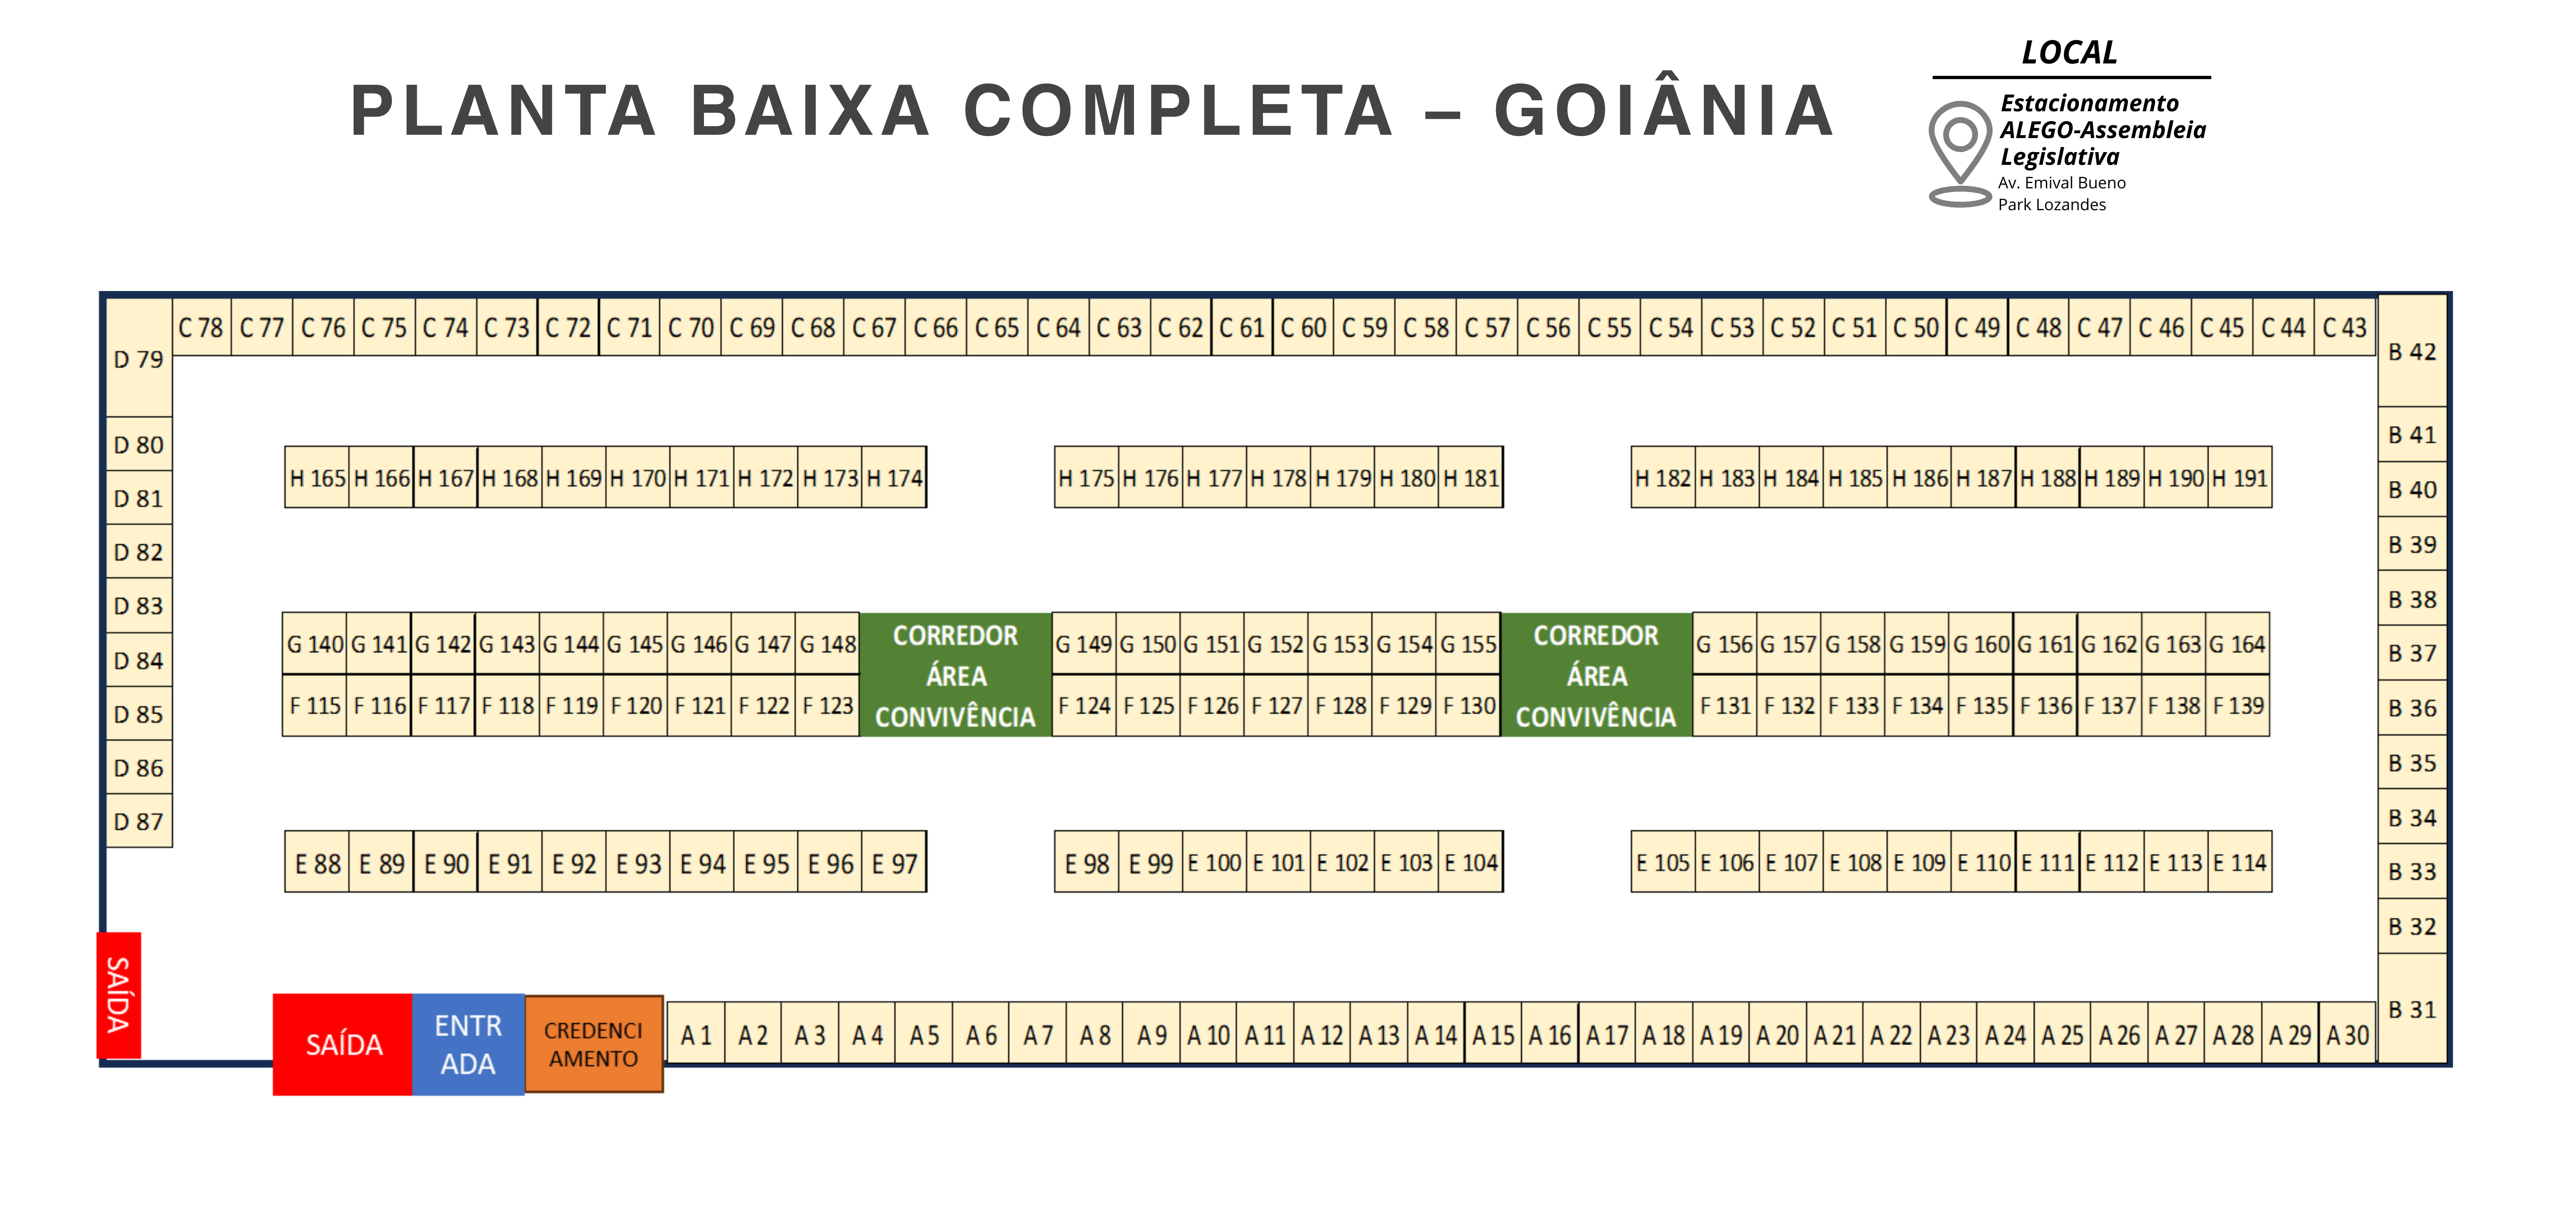 PLANTA BAIXA COMPLETA – GOIÂNIA
LOCAL
Estacionamento
ALEGO-Assembleia
Legislativa
Av. Emival Bueno
Park Lozandes
D 79
C 78 C 77 C 76 C 75 C 74 C 73 C 72 C 71 C 70 C 69 C 68 C 67 C 66 C 65 C 64 C 63 C 62 C 61 C 60 C 59 C 58 C 57 C 56 C 55 C 54 C 53 C 52 C 51 C 50 C 49 C 48 C 47 C 46 C 45 C 44 C 43
B 42
D 80
D 81
D 82
D 83
D 84
D 85
D 86
D 87
B 41
B 40
B 39
B 38
B 37
B 36
B 35
B 34
B 33
B 32
B 31
H 165 H 166 H 167 H 168 H 169 H 170 H 171 H 172 H 173 H 174
H 175 H 176 H 177 H 178 H 179 H 180 H 181
H 182 H 183 H 184 H 185 H 186 H 187 H 188 H 189 H 190 H 191
G 140 G 141 G 142 G 143 G 144 G 145 G 146 G 147 G 148
F 115 F 116 F 117 F 118 F 119 F 120 F 121 F 122 F 123
CORREDOR
ÁREA
CONVIVÊNCIA
G 149 G 150 G 151 G 152 G 153 G 154 G 155
F 124 F 125 F 126 F 127 F 128 F 129 F 130
CORREDOR
ÁREA
CONVIVÊNCIA
G 156 G 157 G 158 G 159 G 160 G 161 G 162 G 163 G 164
F 131 F 132 F 133 F 134 F 135 F 136 F 137 F 138 F 139
E 88 E 89 E 90 E 91 E 92 E 93 E 94 E 95 E 96 E 97
E 98 E 99 E 100 E 101 E 102 E 103 E 104
E 105 E 106 E 107 E 108 E 109 E 110 E 111 E 112 E 113 E 114
SAÍDA
SAÍDA
ENTR
ADA
CREDENCI
AMENTO
A 1 A 2 A 3 A 4 A 5 A 6 A 7 A 8 A 9 A 10 A 11 A 12 A 13 A 14 A 15 A 16 A 17 A 18 A 19 A 20 A 21 A 22 A 23 A 24 A 25 A 26 A 27 A 28 A 29 A 30